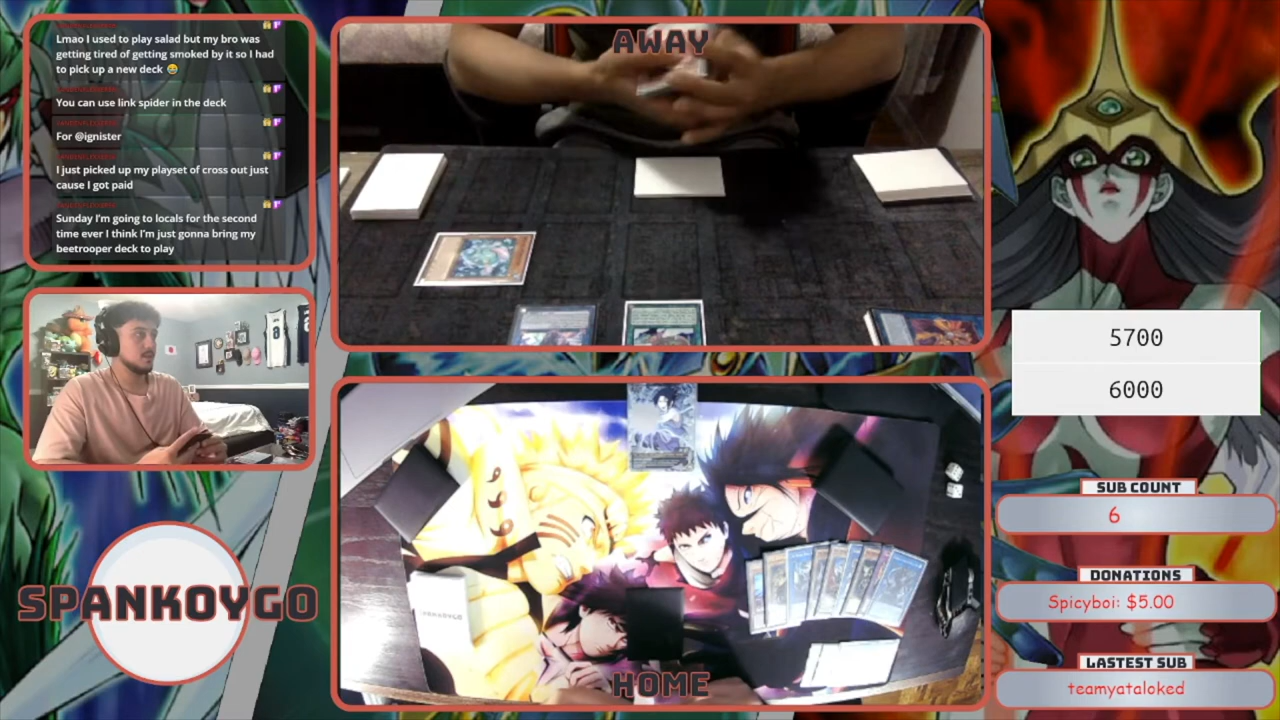 Lmao I used to play salad but my bro was
getting tired of getting smoked by it so I had
to pick up a new deck 😂
You can use link spider in the deck
For @ignister
I just picked up my playset of cross out just
cause I got paid
Sunday I'm going to locals for the second
time ever I think I'm just gonna bring my
beetrooper deck to play
AWAY
5700
6000
SUB COUNT
6
DONATIONS
Spicyboi: $5.00
LASTEST SUB
teamyataloked
SPANKOYGO
HOME